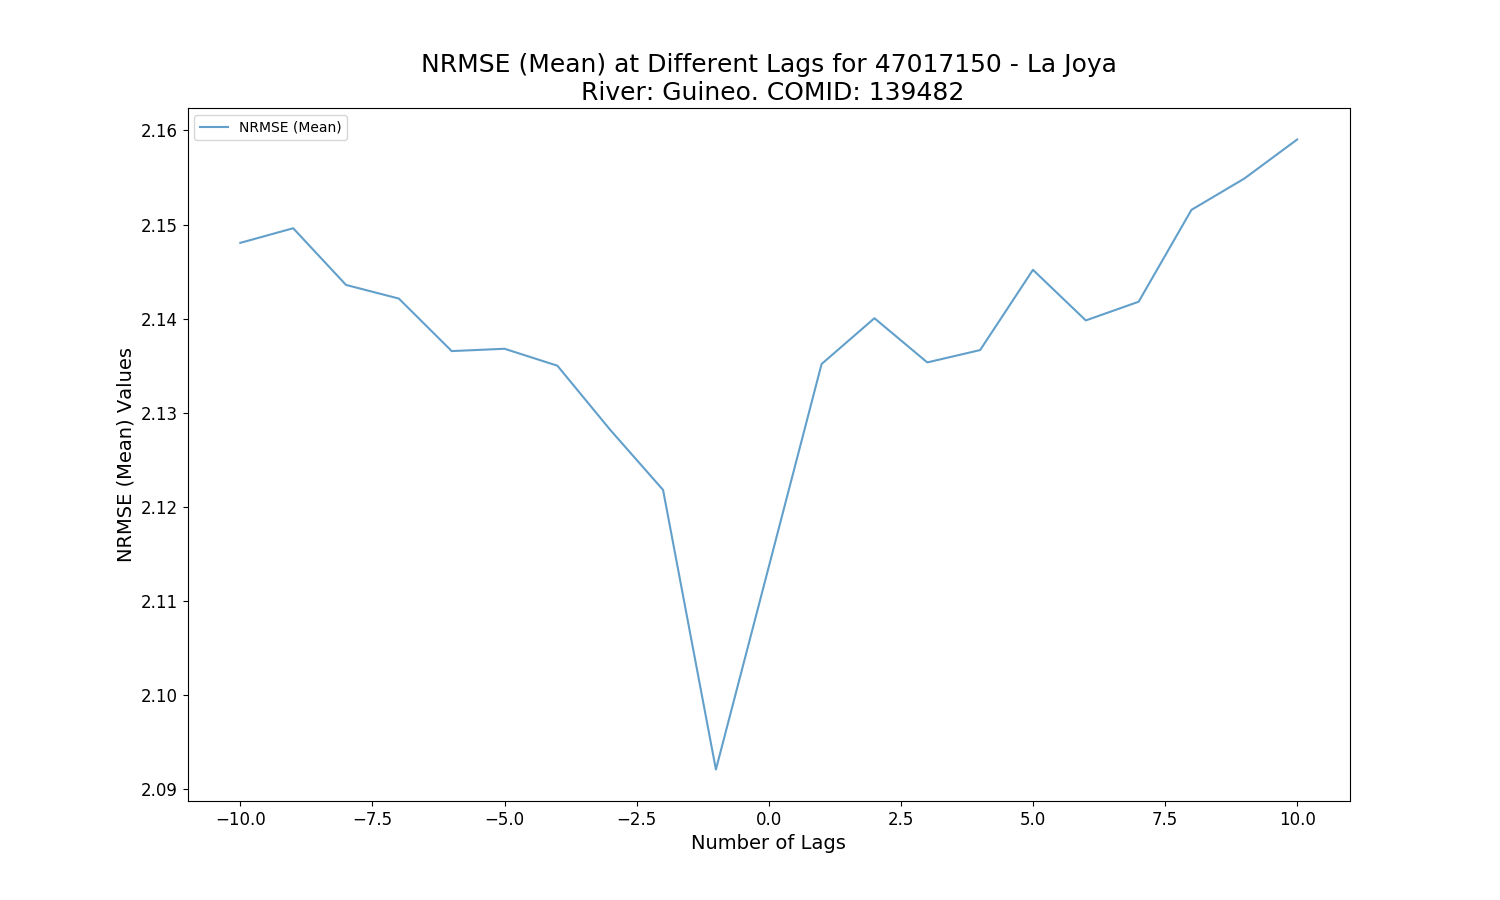 NRMSE (Mean) at Different Lags for 47017150 - La Joya
River: Guineo. COMID: 139482
NRMSE (Mean)
NRMSE (Mean) Values
2.16
2.15
2.14
2.13
2.12
2.11
2.10
2.09
−10.0 −7.5 −5.0 −2.5 0.0 2.5 5.0 7.5 10.0
Number of Lags